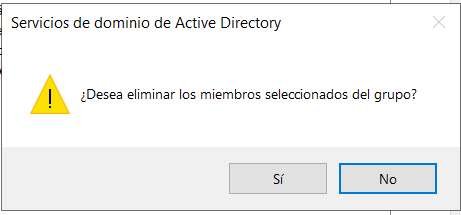 Servicios de dominio de Active Directory
¿Desea eliminar los miembros seleccionados del grupo?
Sí
No